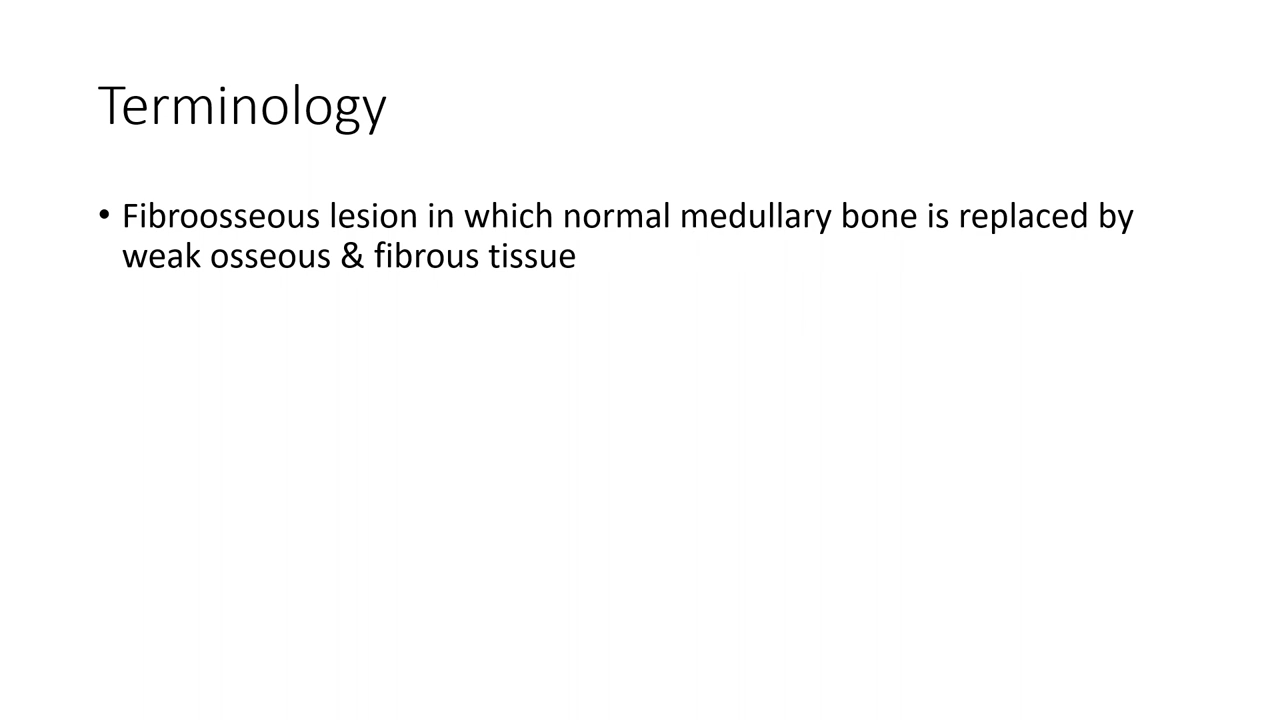 Terminology
• Fibroosseous lesion in which normal medullary bone is replaced by
weak osseous & fibrous tissue